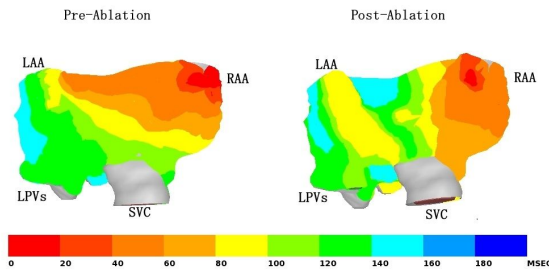 Pre-Ablation
Post-Ablation
LAA
RAA
LAA
RAA
LPVs
SVC
LPVs
SVC
0 20 40 60 80 100 120 140 160 180 MSEC